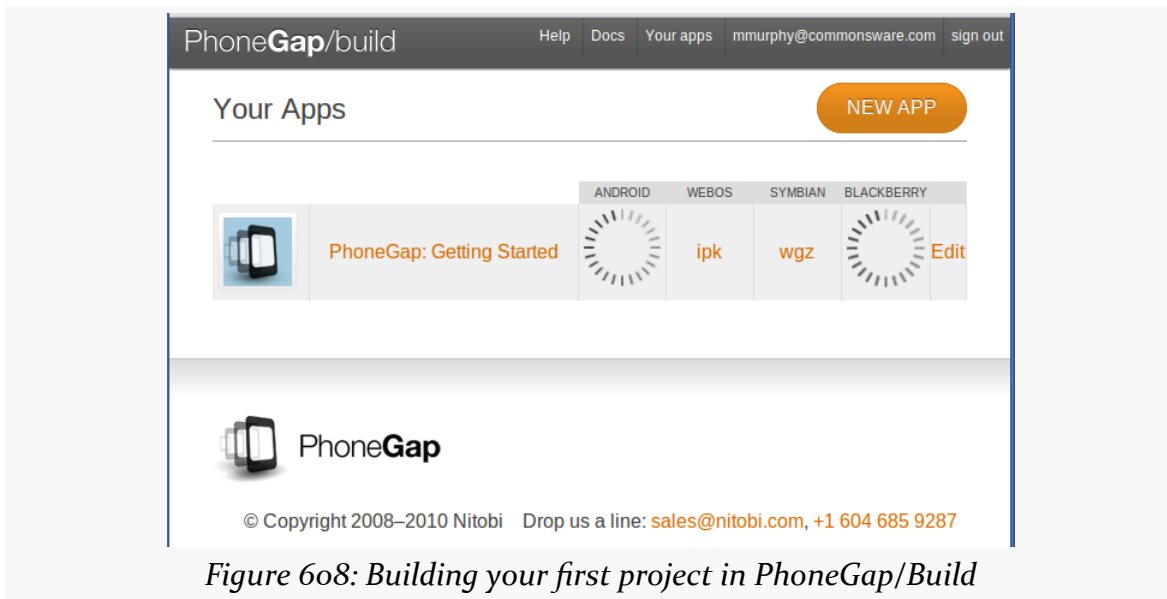 PhoneGap/build Help Docs Your apps mmurphy@commonsware.com sign out
Your Apps NEW APP
ANDROID WEBOS SYMBIAN BLACKBERRY
PhoneGap: Getting Started ipk wgz Edit
PhoneGap
© Copyright 2008–2010 Nitobi Drop us a line: sales@nitobi.com, +1 604 685 9287
Figure 608: Building your first project in PhoneGap/Build